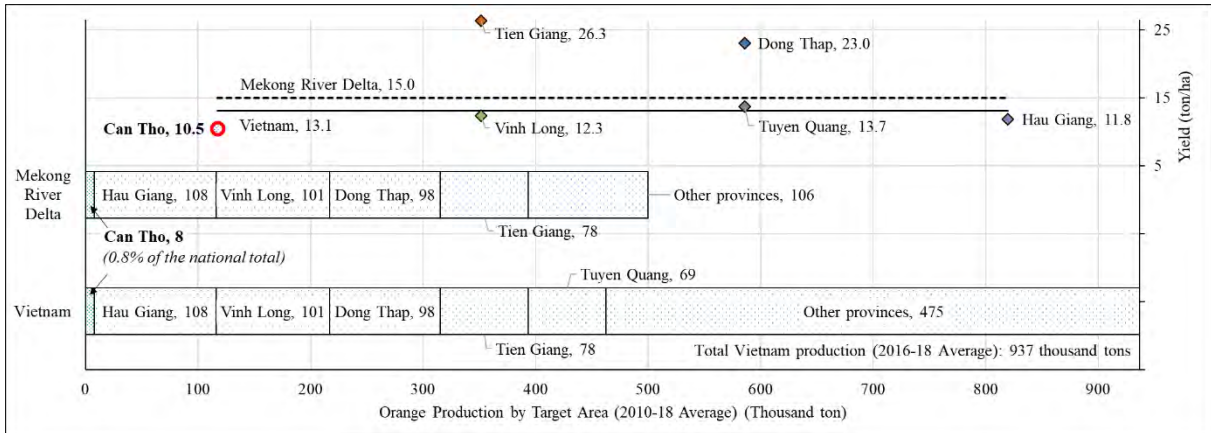 25
Tien Giang, 26.3
Dong Thap, 23.0
Mekong River Delta, 15.0
15
Can Tho, 10.5
Vietnam, 13.1
Vinh Long, 12.3
Tuyen Quang, 13.7
Hau Giang, 11.8
Yield (ton/ha)
5
Mekong
River
Delta
Hau Giang, 108
Vinh Long, 101
Dong Thap, 98
Other provinces, 106
Tien Giang, 78
Can Tho, 8
(0.8% of the national total)
Tuyen Quang, 69
Vietnam
Hau Giang, 108
Vinh Long, 101
Dong Thap, 98
Other provinces, 475
Tien Giang, 78
Total Vietnam production (2016-18 Average): 937 thousand tons
0 100 200 300 400 500 600 700 800 900
Orange Production by Target Area (2010-18 Average) (Thousand ton)